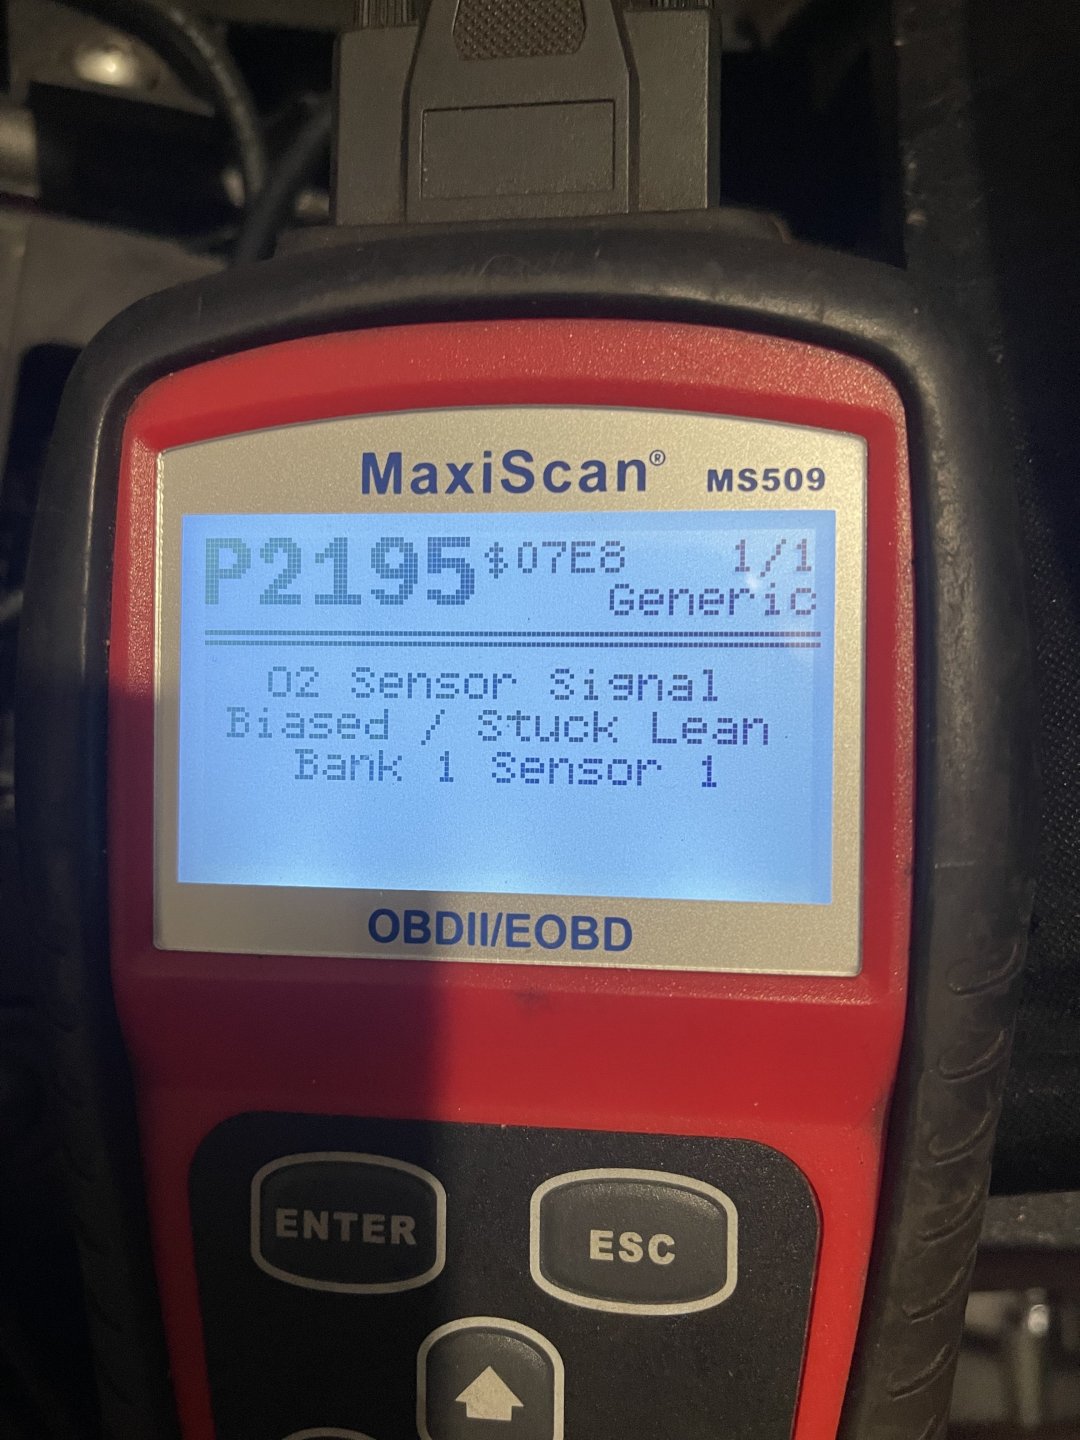 MaxiScan® MS509
P2195 $07E8 1/1
Generic
O2 Sensor Signal
Biased / Stuck Lean
Bank 1 Sensor 1
OBDII/EOBD
ENTER ESC